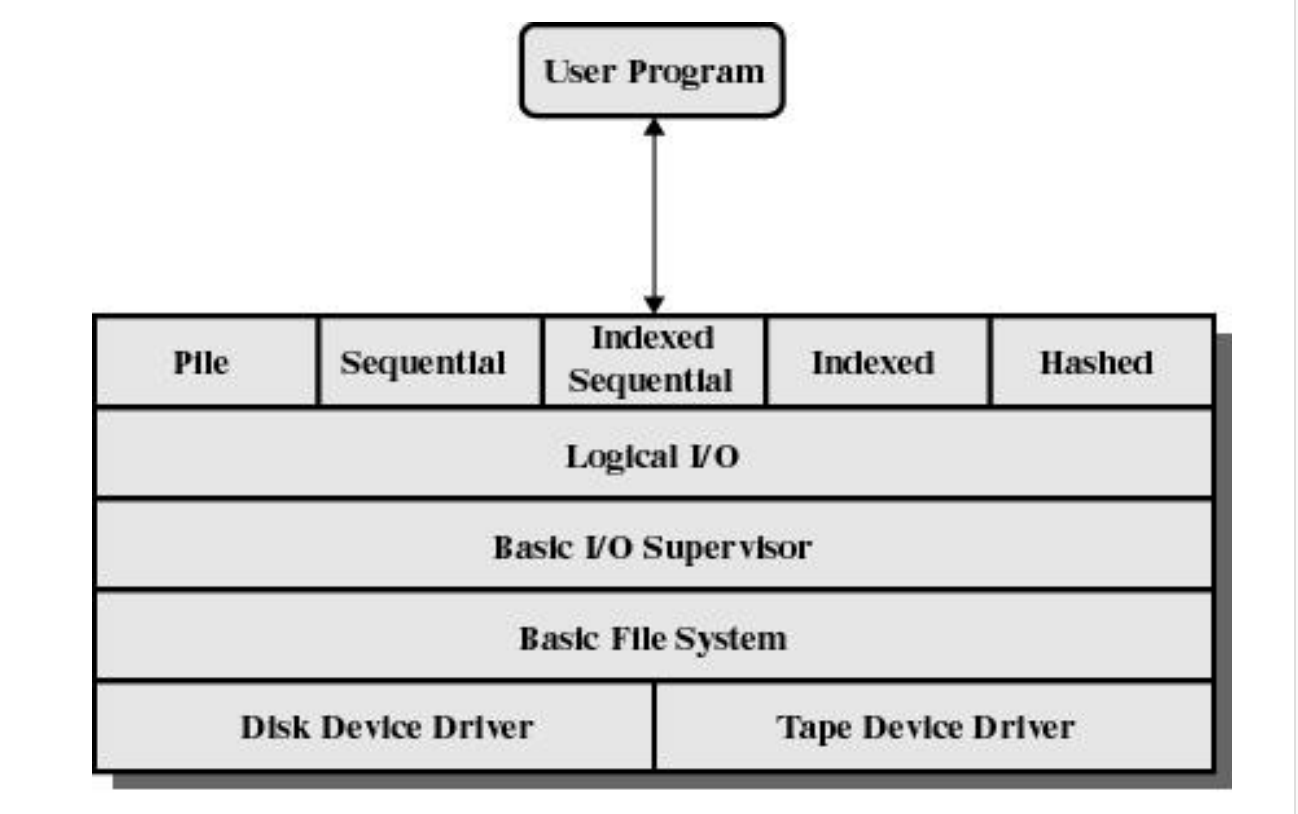 User Program
Pile
Sequential
Indexed
Sequential
Indexed
Hashed
Logical I/O
Basic I/O Supervisor
Basic File System
Disk Device Driver
Tape Device Driver